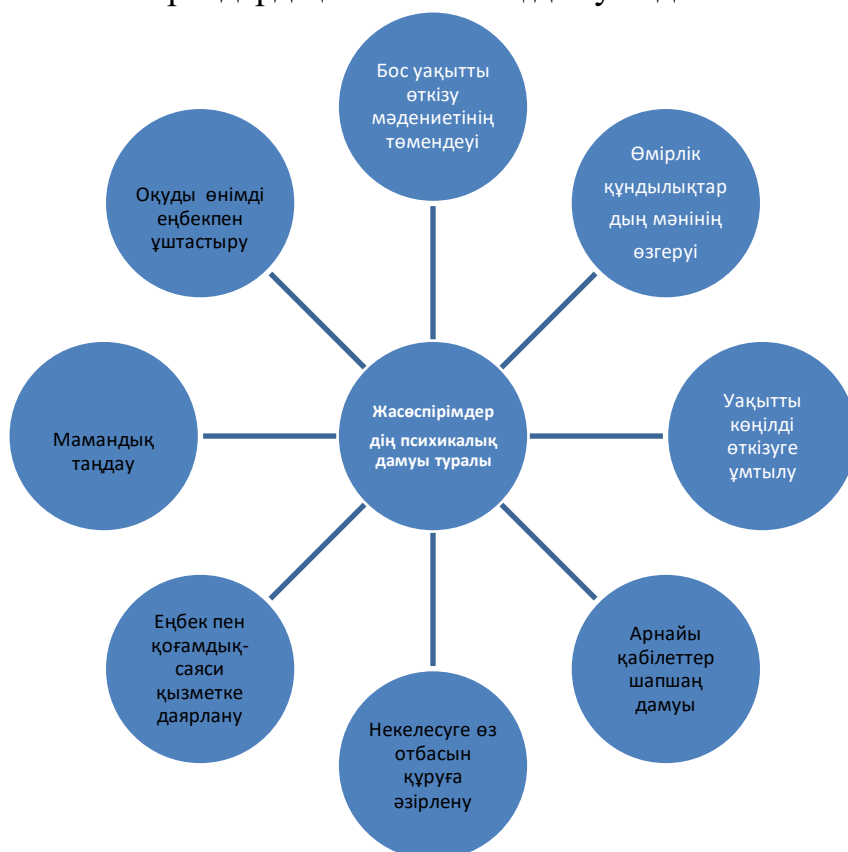 Бос уақытты
өткізу
мәдениетінің
төмендеуі
Өмірлік
құндылықтар
дың мәнінің
өзгеруі
Уақытты
көңілді
өткізуге
ұмтылу
Арнайы
қабілеттер
шапшаң
дамуы
Некелесуге өз
отбасын
құруға
әзірлену
Еңбек пен
қоғамдық-
саяси
қызметке
даярлану
Мамандық
таңдау
Оқуды өнімді
еңбекпен
ұштастыру
Жасөспірімдер
дің психикалық
дамуы туралы